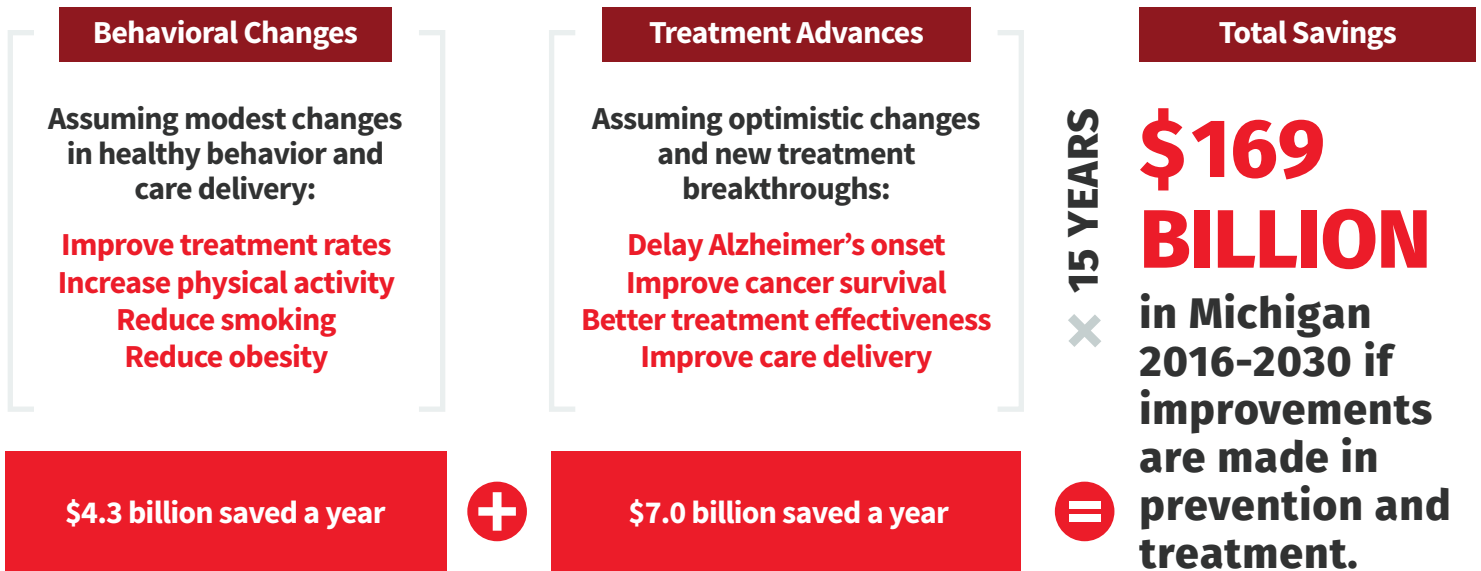 Behavioral Changes
Assuming modest changes
in healthy behavior and
care delivery:
Improve treatment rates
Increase physical activity
Reduce smoking
Reduce obesity
$4.3 billion saved a year
+
Treatment Advances
Assuming optimistic changes
and new treatment
breakthroughs:
Delay Alzheimer’s onset
Improve cancer survival
Better treatment effectiveness
Improve care delivery
$7.0 billion saved a year
× 15 YEARS
=
Total Savings
$169
BILLION
in Michigan
2016-2030 if
improvements
are made in
prevention and
treatment.